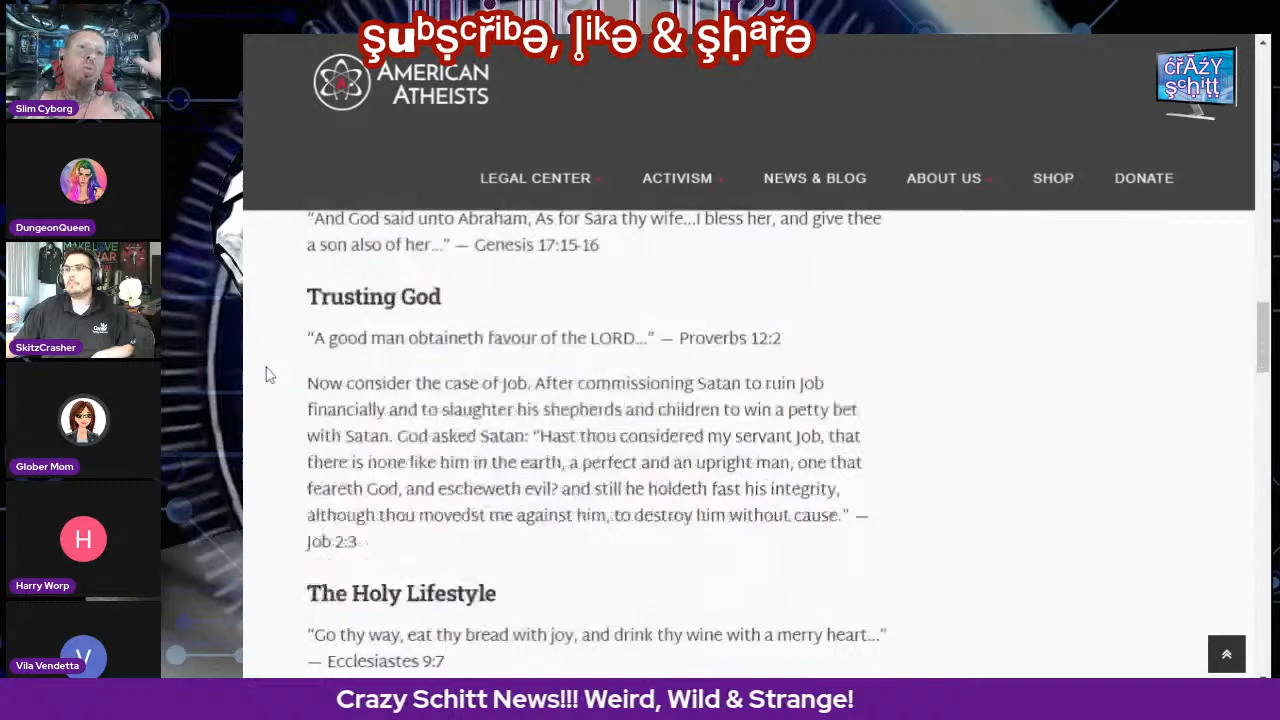 şubşcřibə, ļikə & şḥařə
AMERICAN
ATHEISTS
ćřÃźY
şchitt
LEGAL CENTER
ACTIVISM
NEWS & BLOG
ABOUT US
SHOP
DONATE
“And God said unto Abraham, As for Sara thy wife...I bless her, and give thee
a son also of her...” — Genesis 17:15-16
Trusting God
“A good man obtaineth favour of the LORD...” — Proverbs 12:2
Now consider the case of Job. After commissioning Satan to ruin Job
financially and to slaughter his shepherds and children to win a petty bet
with Satan. God asked Satan: “Hast thou considered my servant Job, that
there is none like him in the earth, a perfect and an upright man, one that
feareth God, and escheweth evil? and still he holdeth fast his integrity,
although thou movedst me against him, to destroy him without cause.” —
Job 2:3
The Holy Lifestyle
“Go thy way, eat thy bread with joy, and drink thy wine with a merry heart...”
— Ecclesiastes 9:7
Slim Cyborg
DungeonQueen
SkitzCrasher
Glober Mom
H
Harry Worp
V
Vila Vendetta
Crazy Schitt News!!! Weird, Wild & Strange!